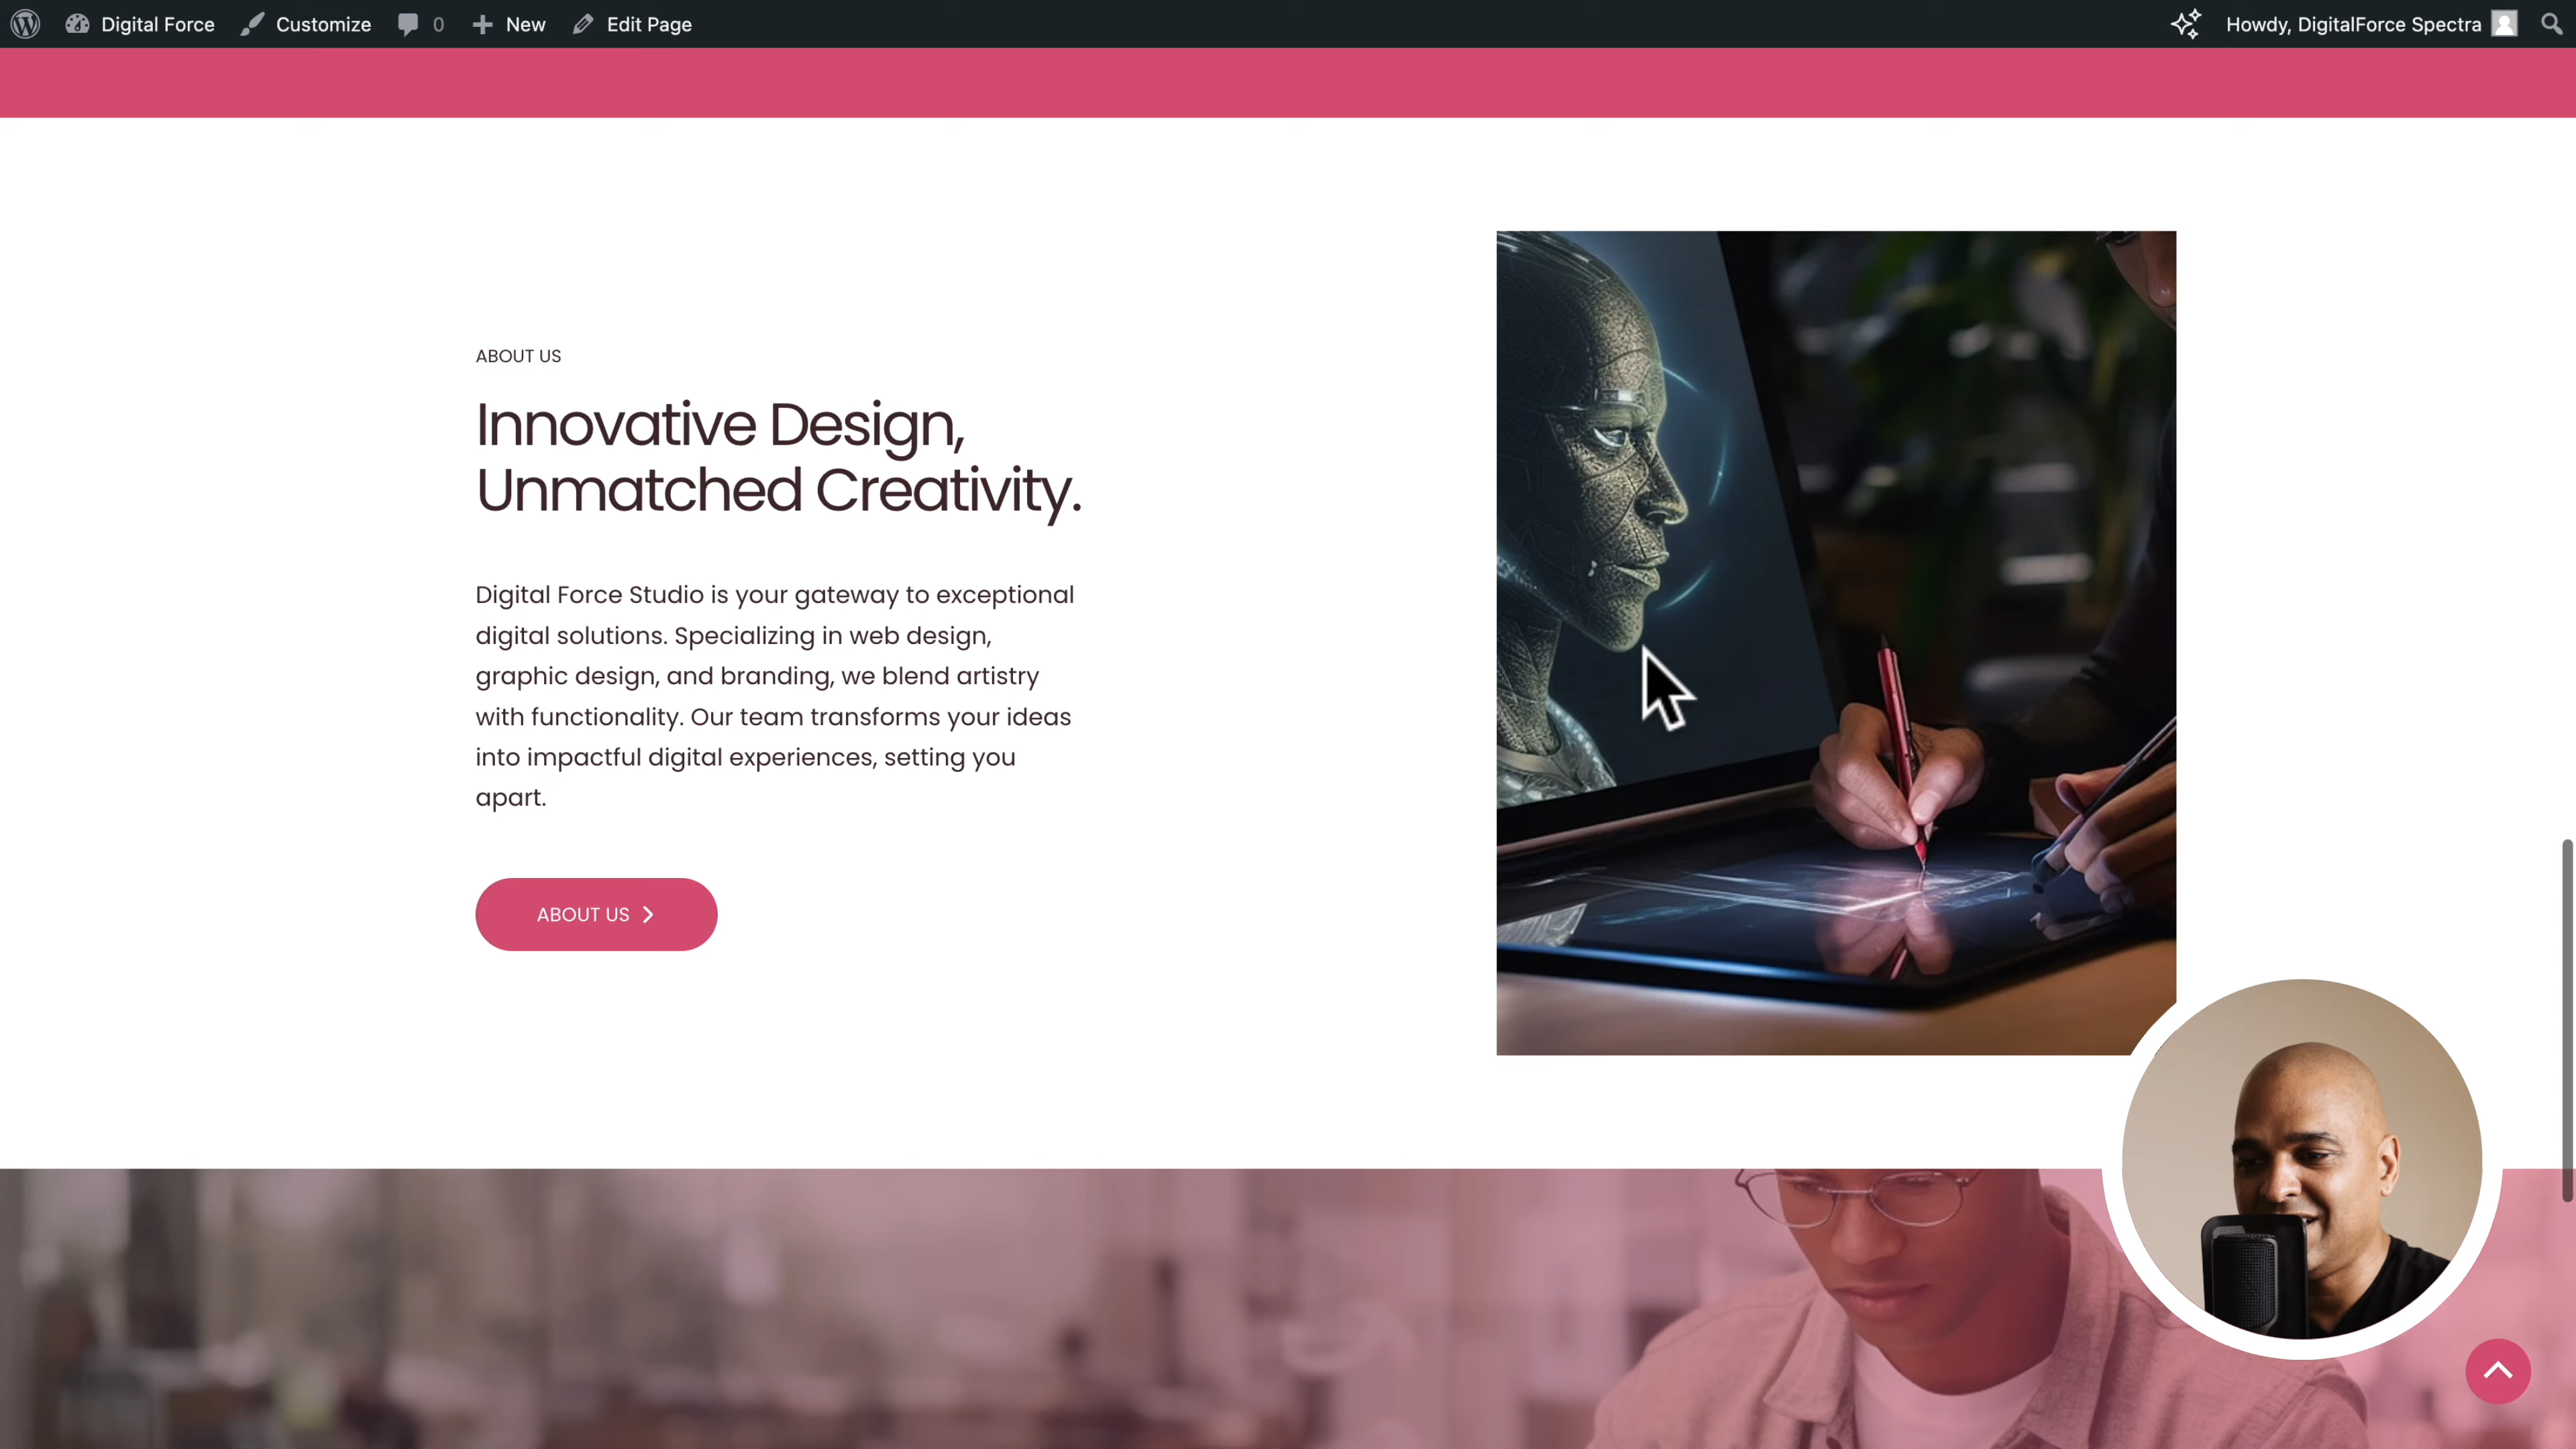 Digital Force Customize 0 New Edit Page Howdy, DigitalForce Spectra
ABOUT US
Innovative Design,
Unmatched Creativity.
Digital Force Studio is your gateway to exceptional
digital solutions. Specializing in web design,
graphic design, and branding, we blend artistry
with functionality. Our team transforms your ideas
into impactful digital experiences, setting you
apart.
ABOUT US